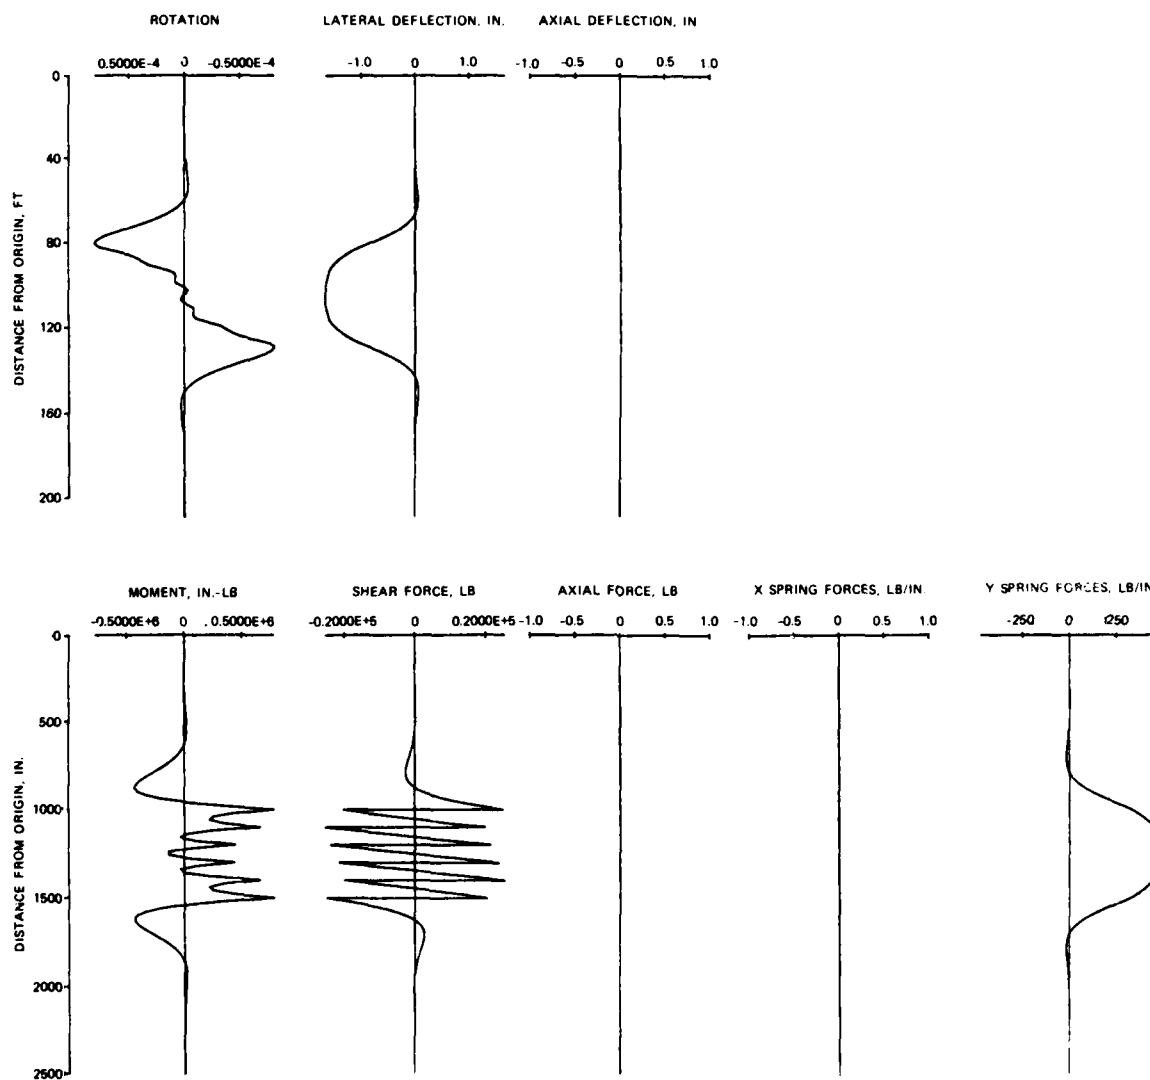 ROTATION
LATERAL DEFLECTION, IN.
AXIAL DEFLECTION, IN
0.5000E-4 0 -0.5000E-4
-1.0 0 1.0
-1.0 -0.5 0 0.5 1.0
0
40
80
120
160
200
DISTANCE FROM ORIGIN, FT
MOMENT, IN.-LB
SHEAR FORCE, LB
AXIAL FORCE, LB
X SPRING FORCES, LB/IN.
Y SPRING FORCES, LB/IN
-0.5000E+6 0 0.5000E+6
-0.2000E+5 0 0.2000E+5
-1.0 -0.5 0 0.5 1.0
-1.0 -0.5 0 0.5 1.0
-250 0 1250
0
500
1000
1500
2000
2500
DISTANCE FROM ORIGIN, IN.